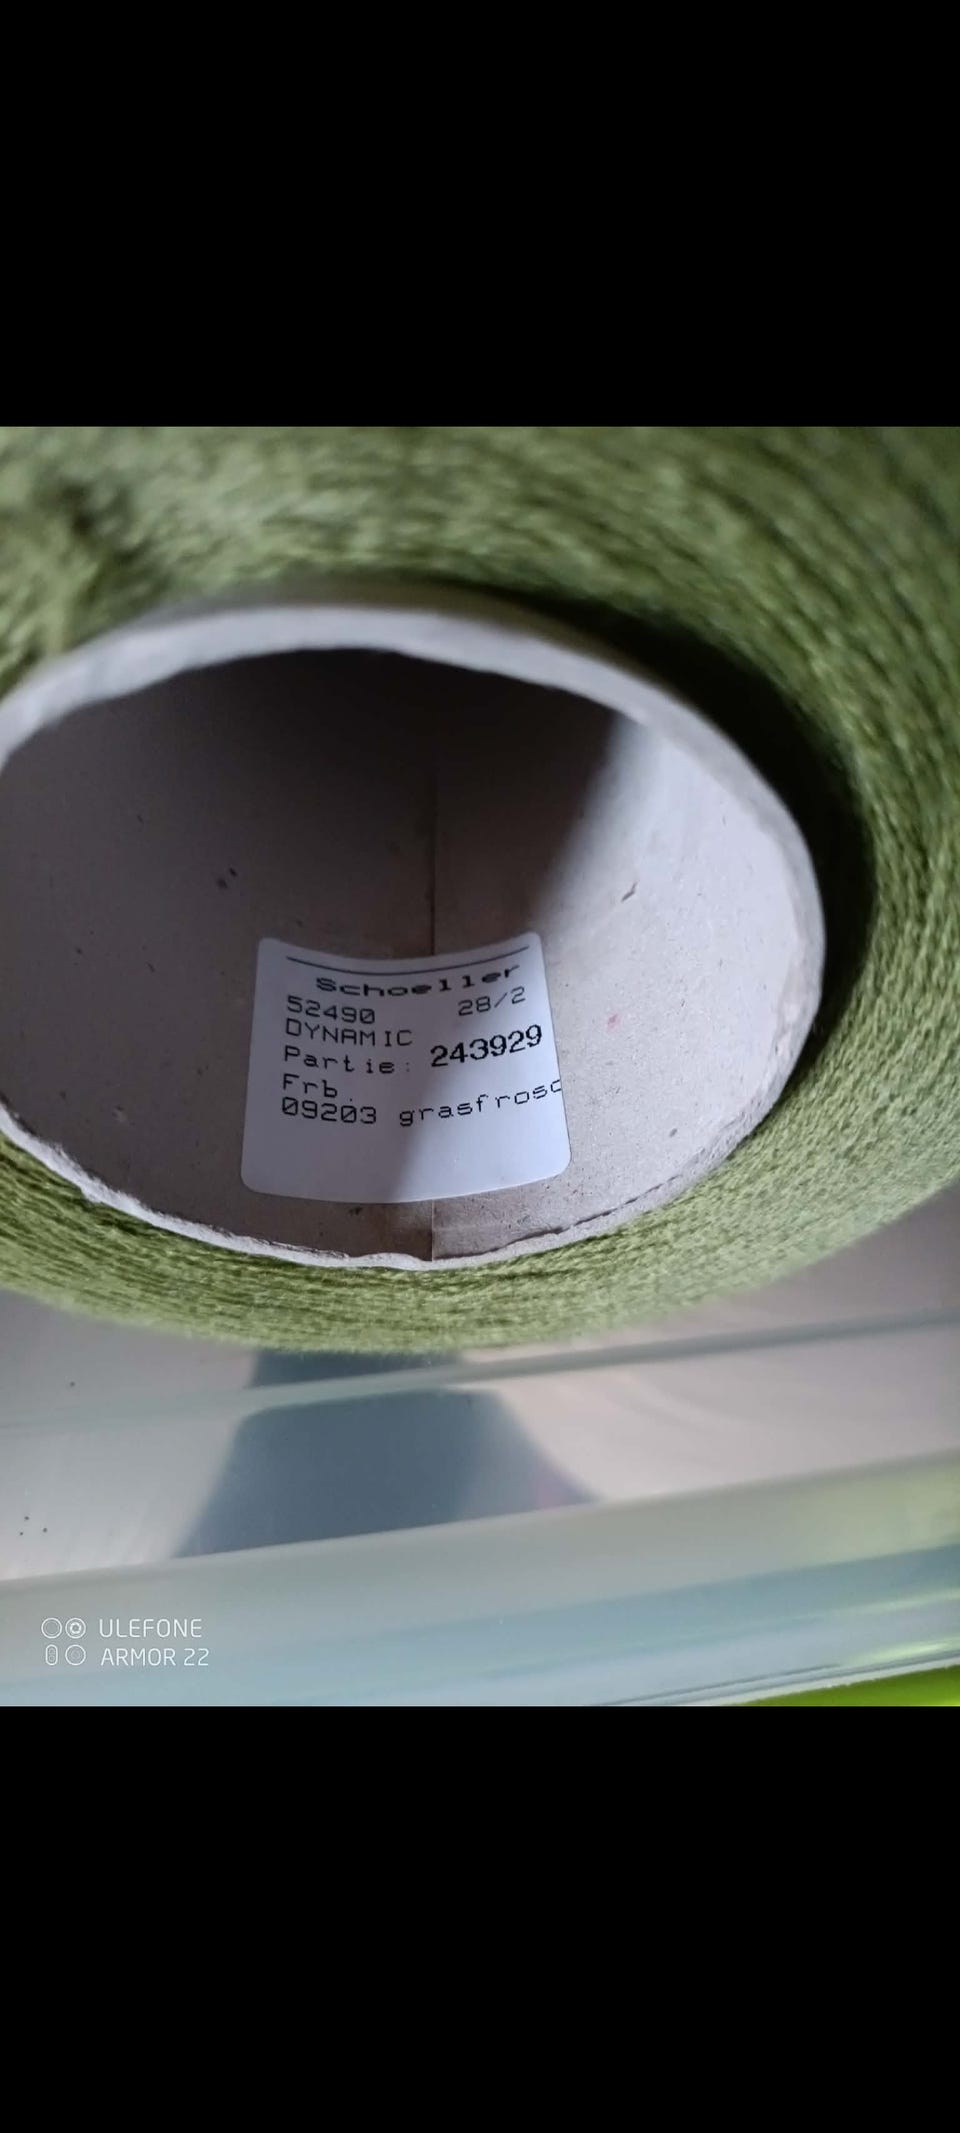 Schoeller
52490 28/2
DYNAMIC
Partie: 243929
Frb.
09203 grasfrosc
ULEFONE
ARMOR 22